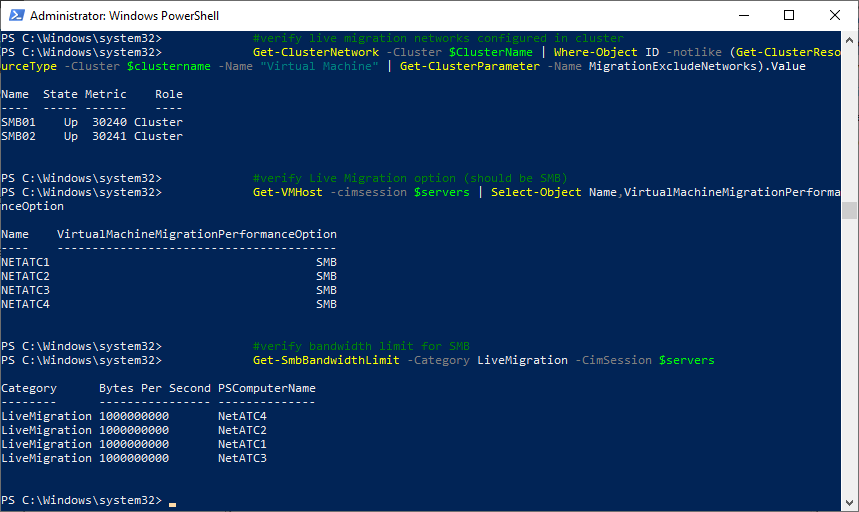 Administrator: Windows PowerShell
PS C:\Windows\system32>             #verify live migration networks configured in cluster
PS C:\Windows\system32>             Get-ClusterNetwork -Cluster $ClusterName | Where-Object ID -notlike (Get-ClusterReso
urceType -Cluster $clustername -Name "Virtual Machine" | Get-ClusterParameter -Name MigrationExcludeNetworks).Value
Name  State Metric    Role
----  ----- ------    ----
SMB01    Up  30240 Cluster
SMB02    Up  30241 Cluster
PS C:\Windows\system32>             #verify Live Migration option (should be SMB)
PS C:\Windows\system32>             Get-VMHost -cimsession $servers | Select-Object Name,VirtualMachineMigrationPerforma
nceOption
Name    VirtualMachineMigrationPerformanceOption
----    ----------------------------------------
NETATC1                                      SMB
NETATC2                                      SMB
NETATC3                                      SMB
NETATC4                                      SMB
PS C:\Windows\system32>             #verify bandwidth limit for SMB
PS C:\Windows\system32>             Get-SmbBandwidthLimit -Category LiveMigration -CimSession $servers
Category      Bytes Per Second PSComputerName
--------      ---------------- --------------
LiveMigration 1000000000       NetATC4
LiveMigration 1000000000       NetATC2
LiveMigration 1000000000       NetATC1
LiveMigration 1000000000       NetATC3
PS C:\Windows\system32>